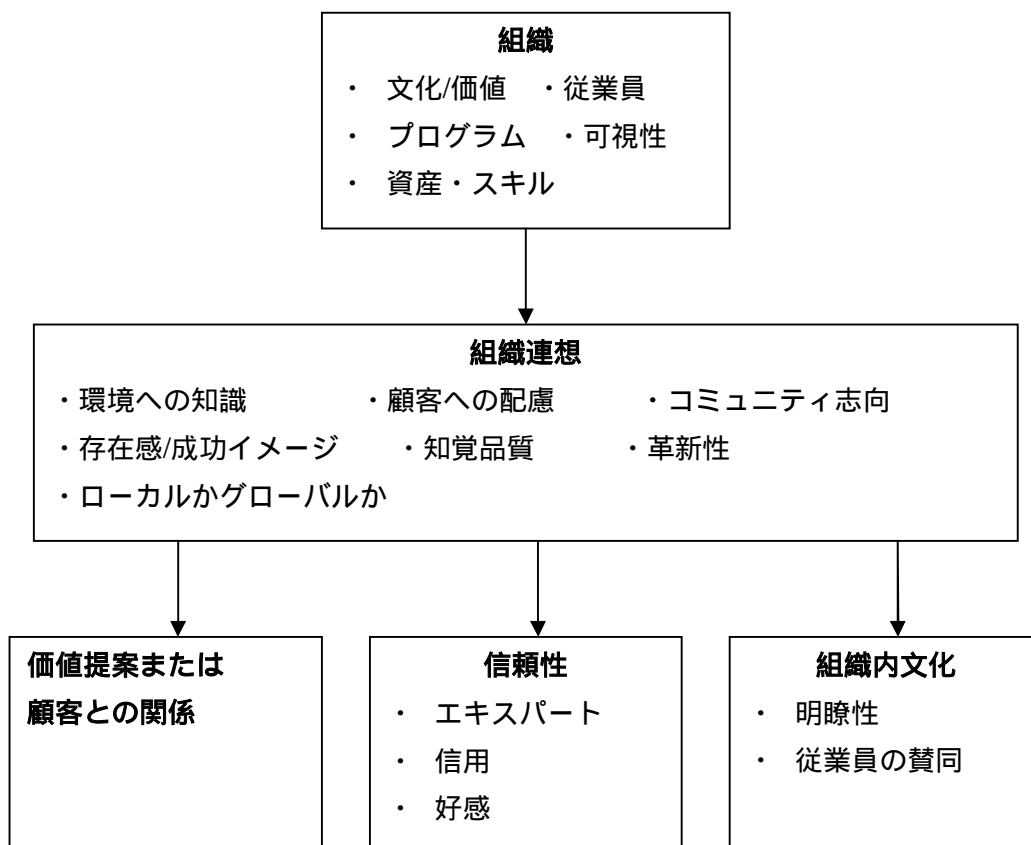 組織
・ 文化/価値 ・従業員
・ プログラム ・可視性
・ 資産・スキル
組織連想
・環境への知識 ・顧客への配慮 ・コミュニティ志向
・存在感/成功イメージ ・知覚品質 ・革新性
・ローカルかグローバルか
価値提案または
顧客との関係
信頼性
・ エキスパート
・ 信用
・ 好感
組織内文化
・ 明瞭性
・ 従業員の賛同